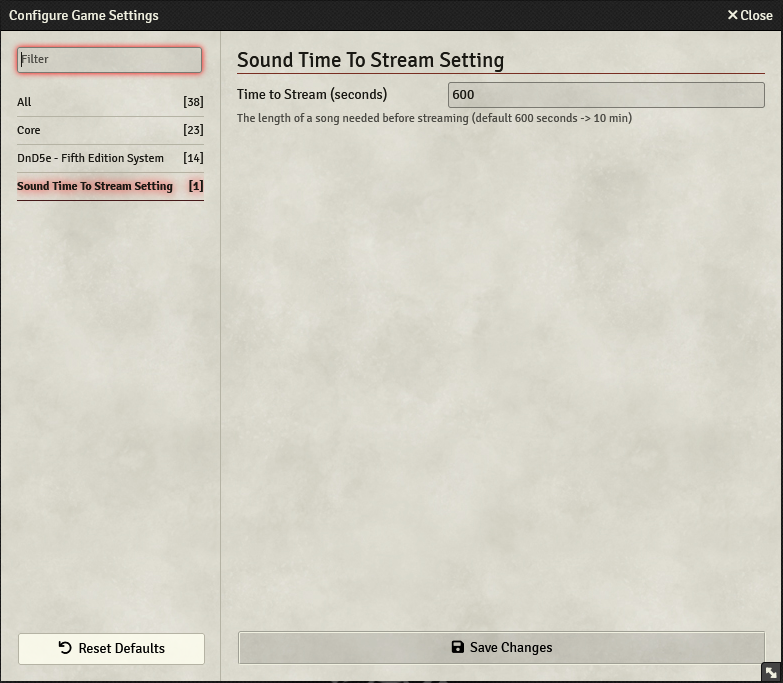 Configure Game Settings
Close
Filter
All [38]
Core [23]
DnD5e - Fifth Edition System [14]
Sound Time To Stream Setting [1]
Reset Defaults
Sound Time To Stream Setting
Time to Stream (seconds) 600
The length of a song needed before streaming (default 600 seconds -> 10 min)
Save Changes